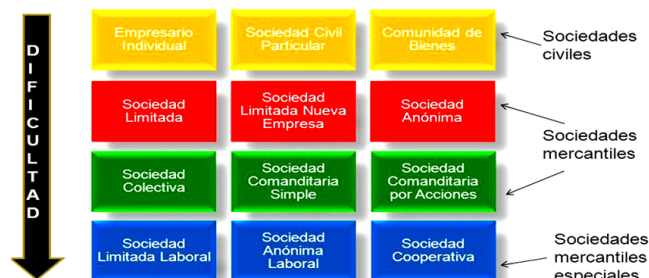 DIFICULTAD
Empresario
Individual
Sociedad Civil
Particular
Comunidad de
Bienes
Sociedades
civiles
Sociedad
Limitada
Sociedad
Limitada Nueva
Empresa
Sociedad
Anónima
Sociedades
mercantiles
Sociedad
Colectiva
Sociedad
Comanditaria
Simple
Sociedad
Comanditaria
por Acciones
Sociedad
Limitada Laboral
Sociedad
Anónima
Laboral
Sociedad
Cooperativa
Sociedades
mercantiles
especiales